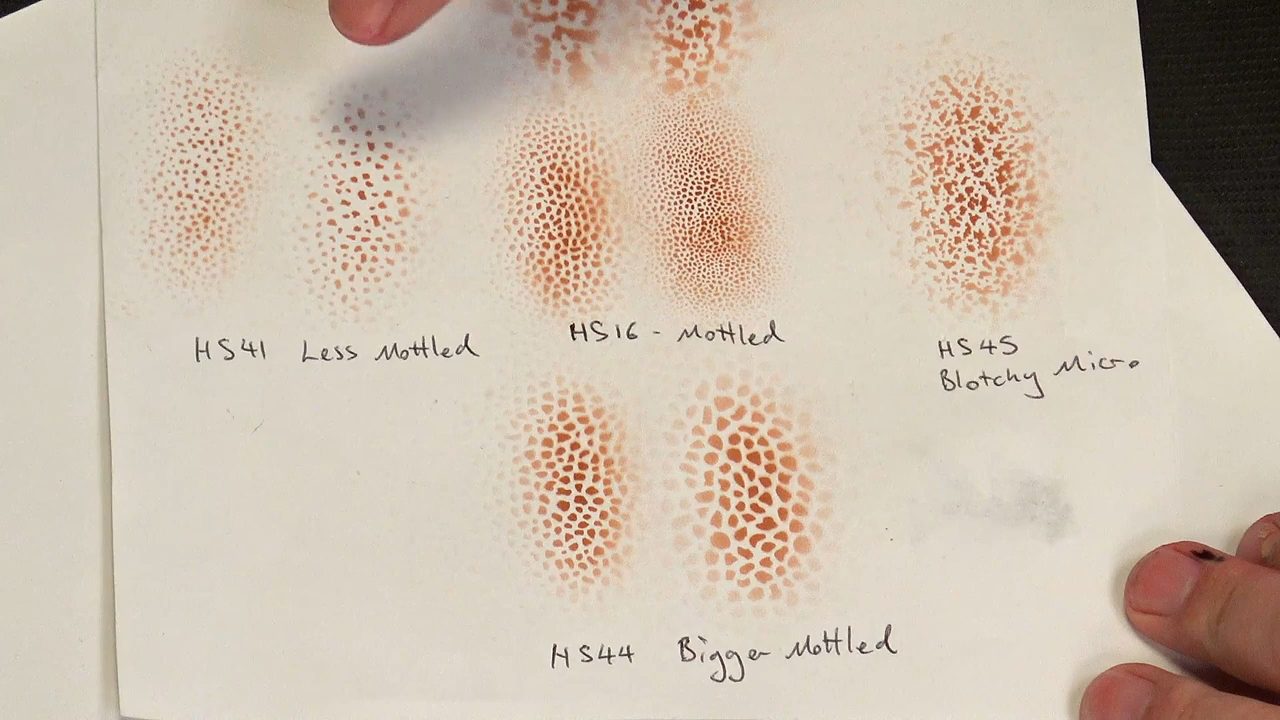 HS41 Less Mottled
HS16 - Mottled
HS45
Blotchy Micro
HS44 Bigger Mottled